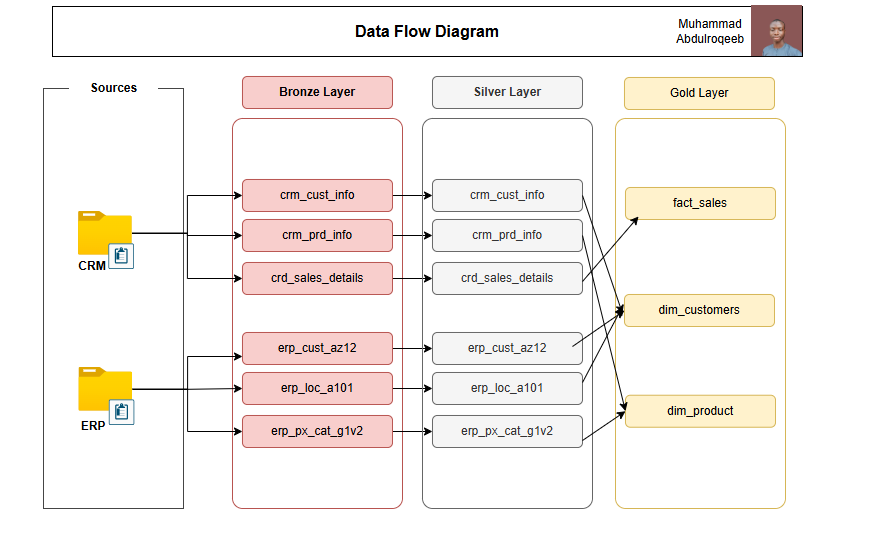 Data Flow Diagram
Muhammad
Abdulroqeeb
Sources
Bronze Layer
Silver Layer
Gold Layer
crm_cust_info
crm_cust_info
fact_sales
crm_prd_info
crm_prd_info
CRM
crd_sales_details
crd_sales_details
dim_customers
erp_cust_az12
erp_cust_az12
erp_loc_a101
erp_loc_a101
dim_product
ERP
erp_px_cat_g1v2
erp_px_cat_g1v2